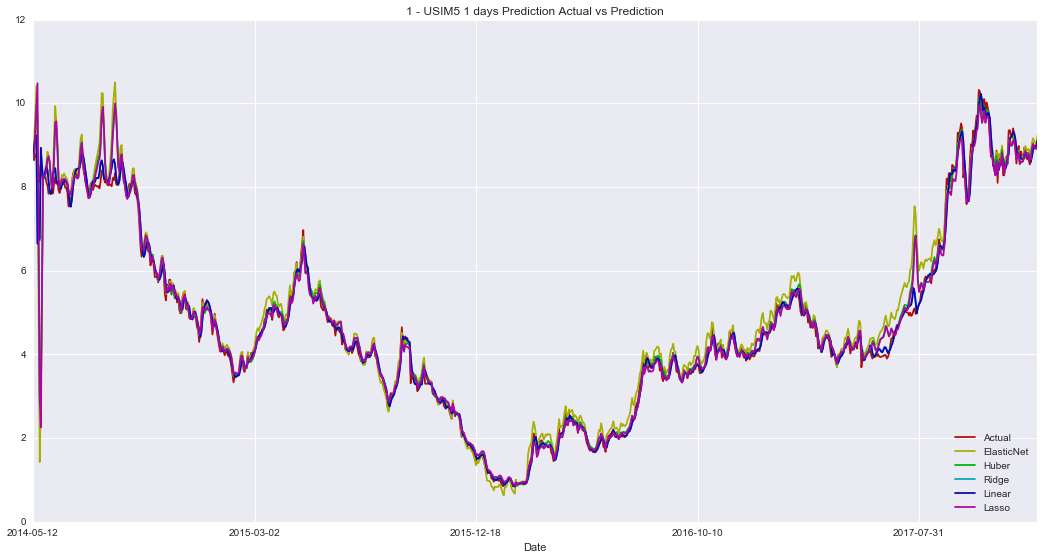 1 - USIM5 1 days Prediction Actual vs Prediction
12
10
8
6
4
2
0
2014-05-12
2015-03-02
2015-12-18
2016-10-10
2017-07-31
Date
Actual
ElasticNet
Huber
Ridge
Linear
Lasso